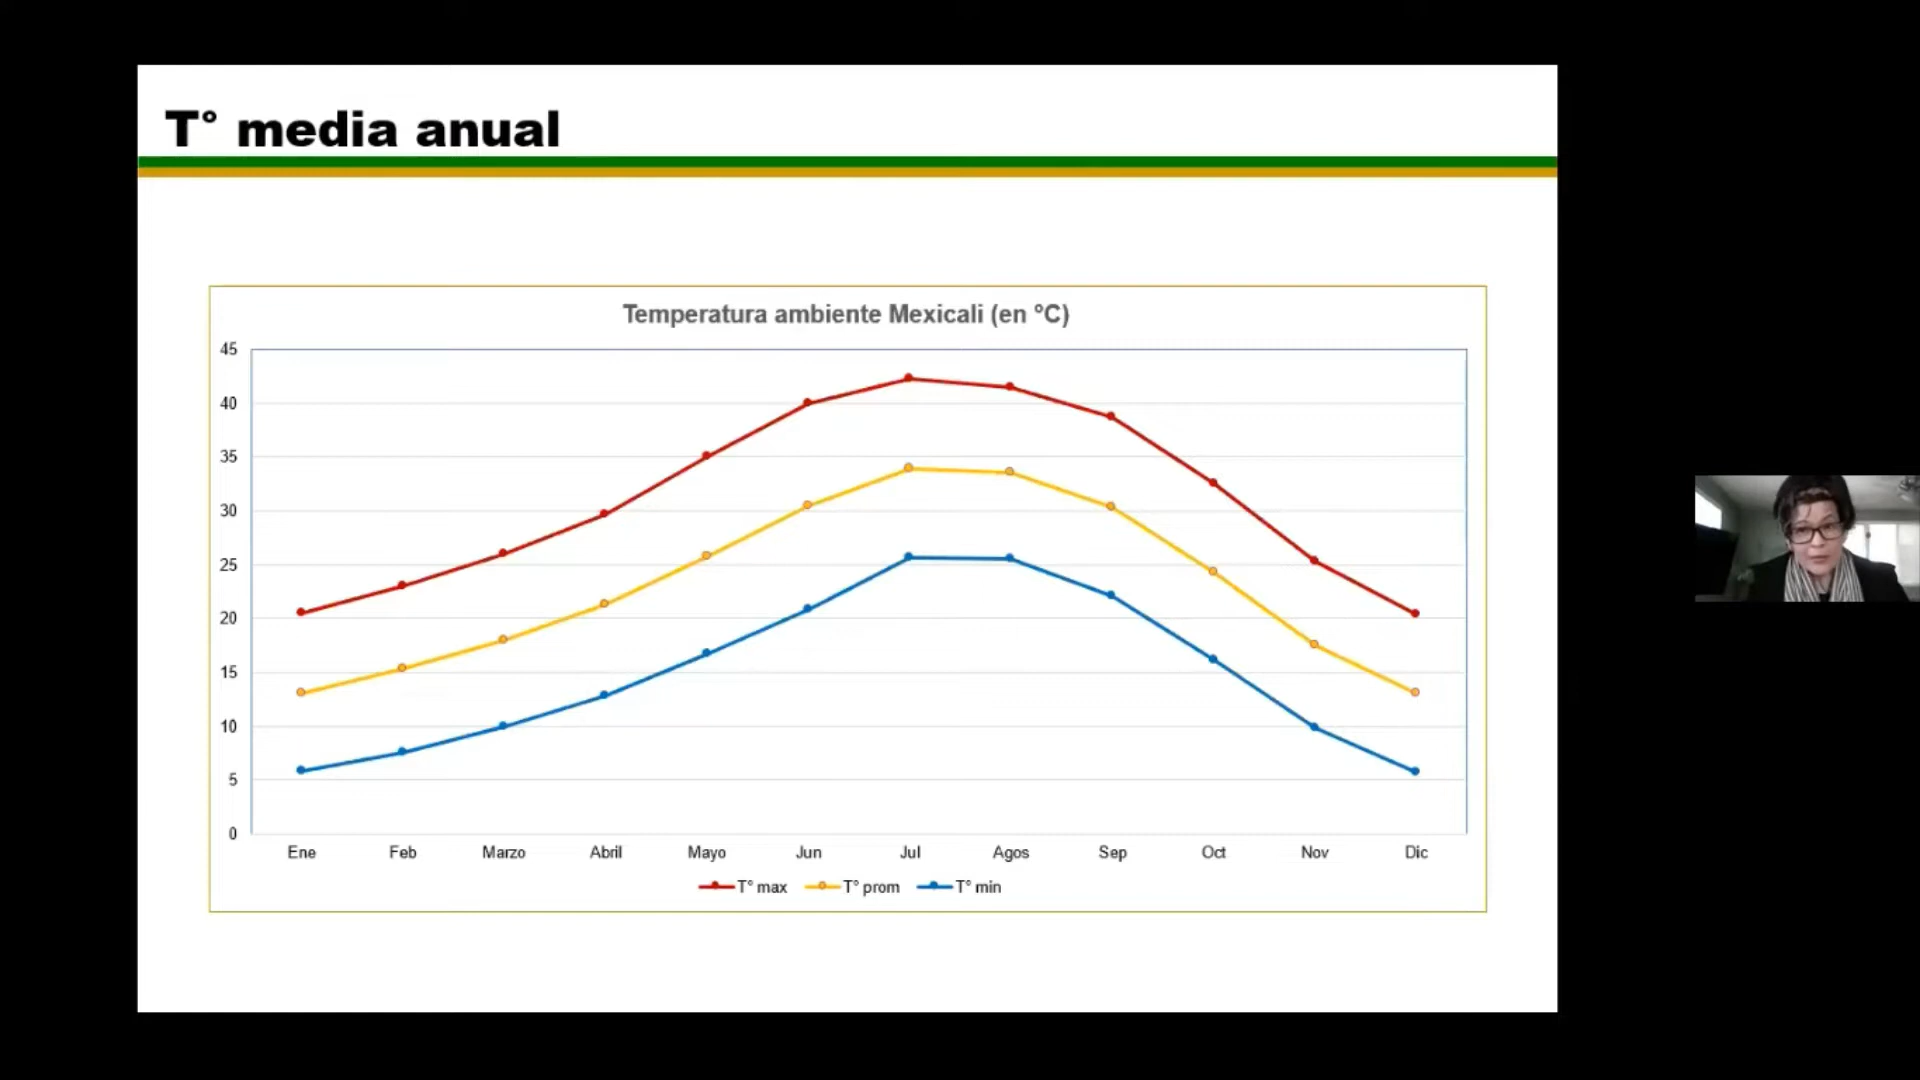 T° media anual
Temperatura ambiente Mexicali (en °C)
45
40
35
30
25
20
15
10
5
0
Ene Feb Marzo Abril Mayo Jun Jul Agos Sep Oct Nov Dic
T° max T° prom T° min